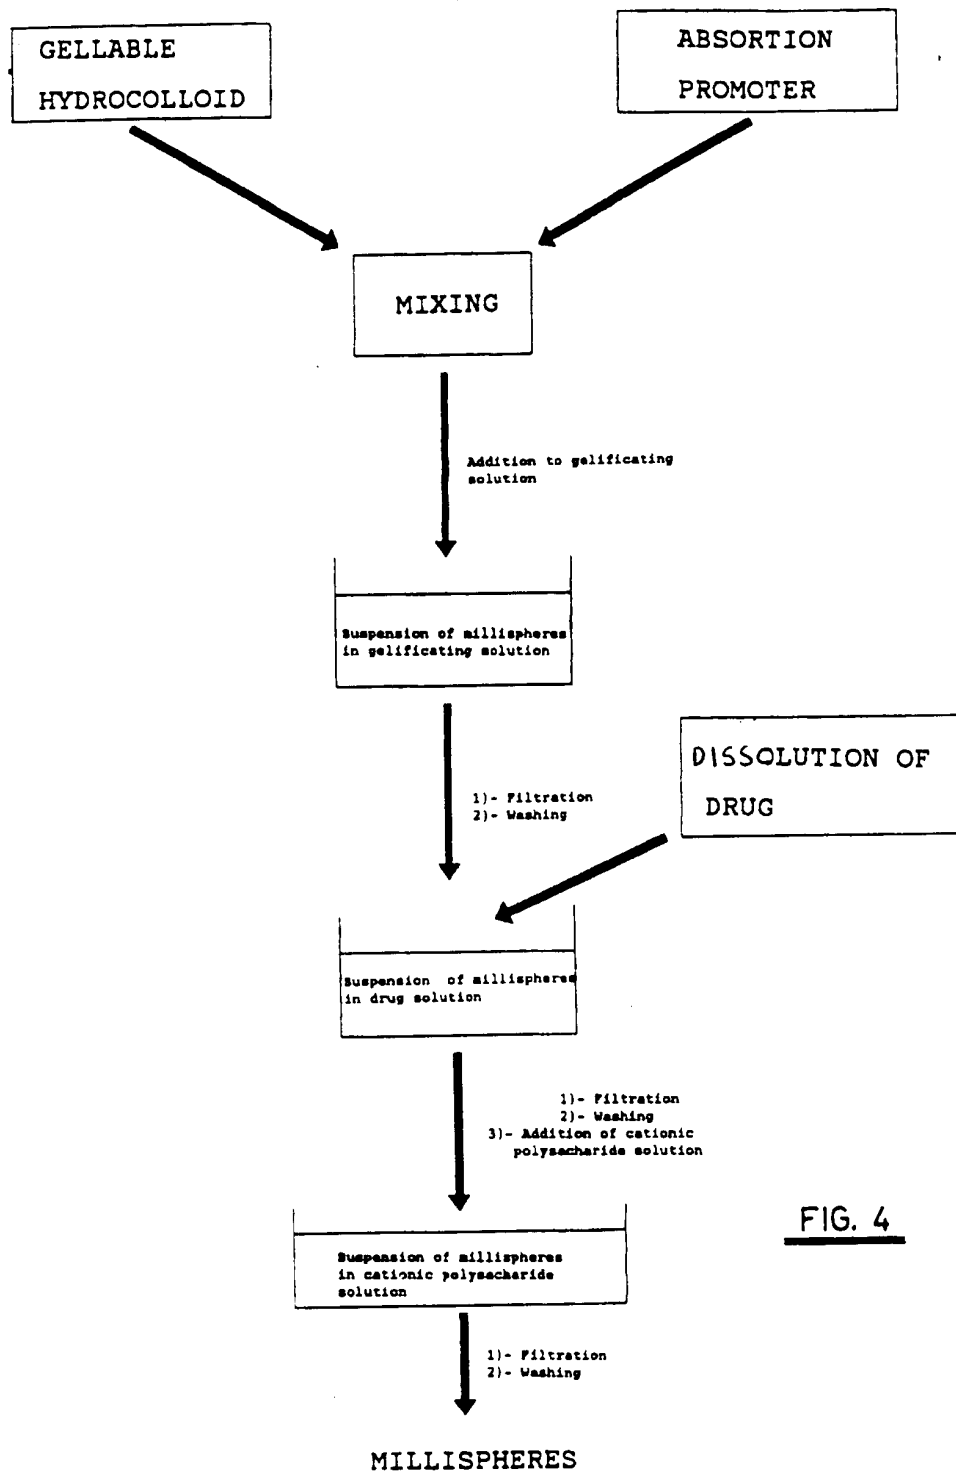 GELLABLE
HYDROCOLLOID
ABSORTION
PROMOTER
MIXING
Addition to gelificating
solution
Suspension of millispheres
in gelificating solution
1)- Filtration
2)- Washing
DISSOLUTION OF
DRUG
Suspension of millispheres
in drug solution
1)- Filtration
2)- Washing
3)- Addition of cationic
polysacharide solution
Suspension of millispheres
in cationic polysacharide
solution
FIG. 4
1)- Filtration
2)- Washing
MILLISPHERES